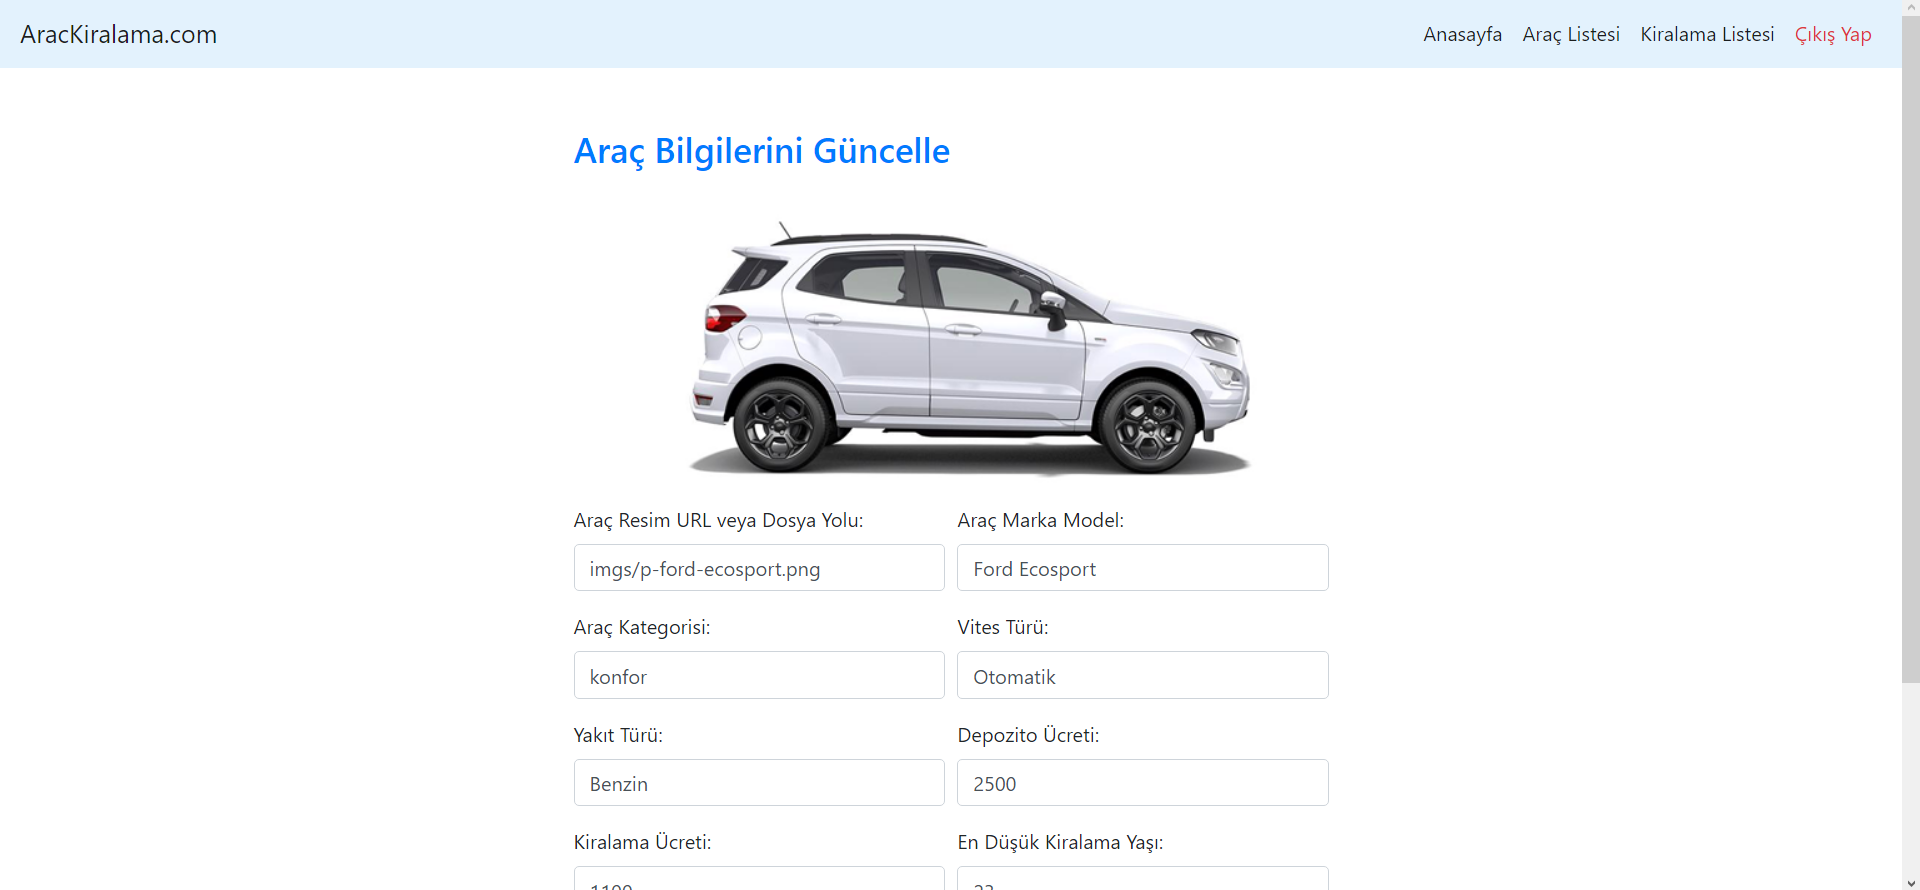 AracKiralama.com Anasayfa Araç Listesi Kiralama Listesi Çıkış Yap
Araç Bilgilerini Güncelle
Araç Resim URL veya Dosya Yolu: Araç Marka Model:
imgs/p-ford-ecosport.png Ford Ecosport
Araç Kategorisi: Vites Türü:
konfor Otomatik
Yakıt Türü: Depozito Ücreti:
Benzin 2500
Kiralama Ücreti: En Düşük Kiralama Yaşı: